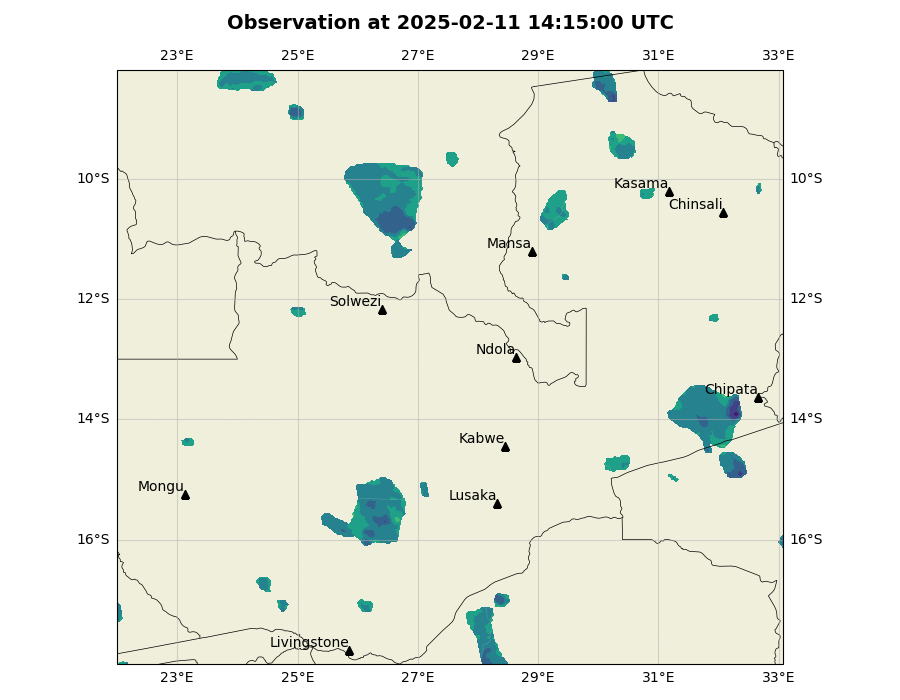 Observation at 2025-02-11 14:15:00 UTC
23°E 25°E 27°E 29°E 31°E 33°E
10°S 10°S
Kasama
Chinsali
Mansa
12°S 12°S
Solwezi
Ndola
Chipata
14°S 14°S
Kabwe
Mongu
Lusaka
16°S 16°S
Livingstone
23°E 25°E 27°E 29°E 31°E 33°E